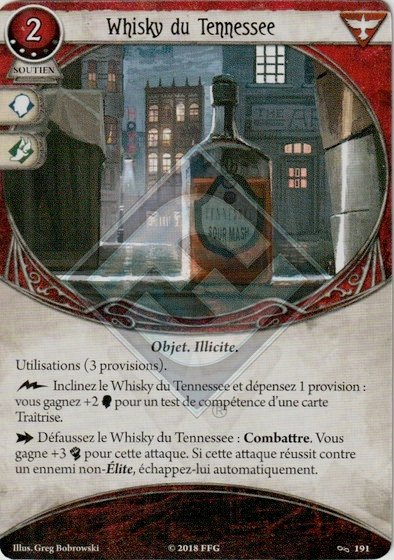 2
Whisky du Tennessee
SOUTIEN
THE
TENNESSEE
SOUR MASH
Objet. Illicite.
Utilisations (3 provisions).
Inclinez le Whisky du Tennessee et dépensez 1 provision :
vous gagnez +2 pour un test de compétence d'une carte
Traîtrise.
Défaussez le Whisky du Tennessee : Combattre. Vous
gagne +3 pour cette attaque. Si cette attaque réussit contre
un ennemi non-Élite, échappez-lui automatiquement.
®
Illus. Greg Bobrowski
© 2018 FFG
191